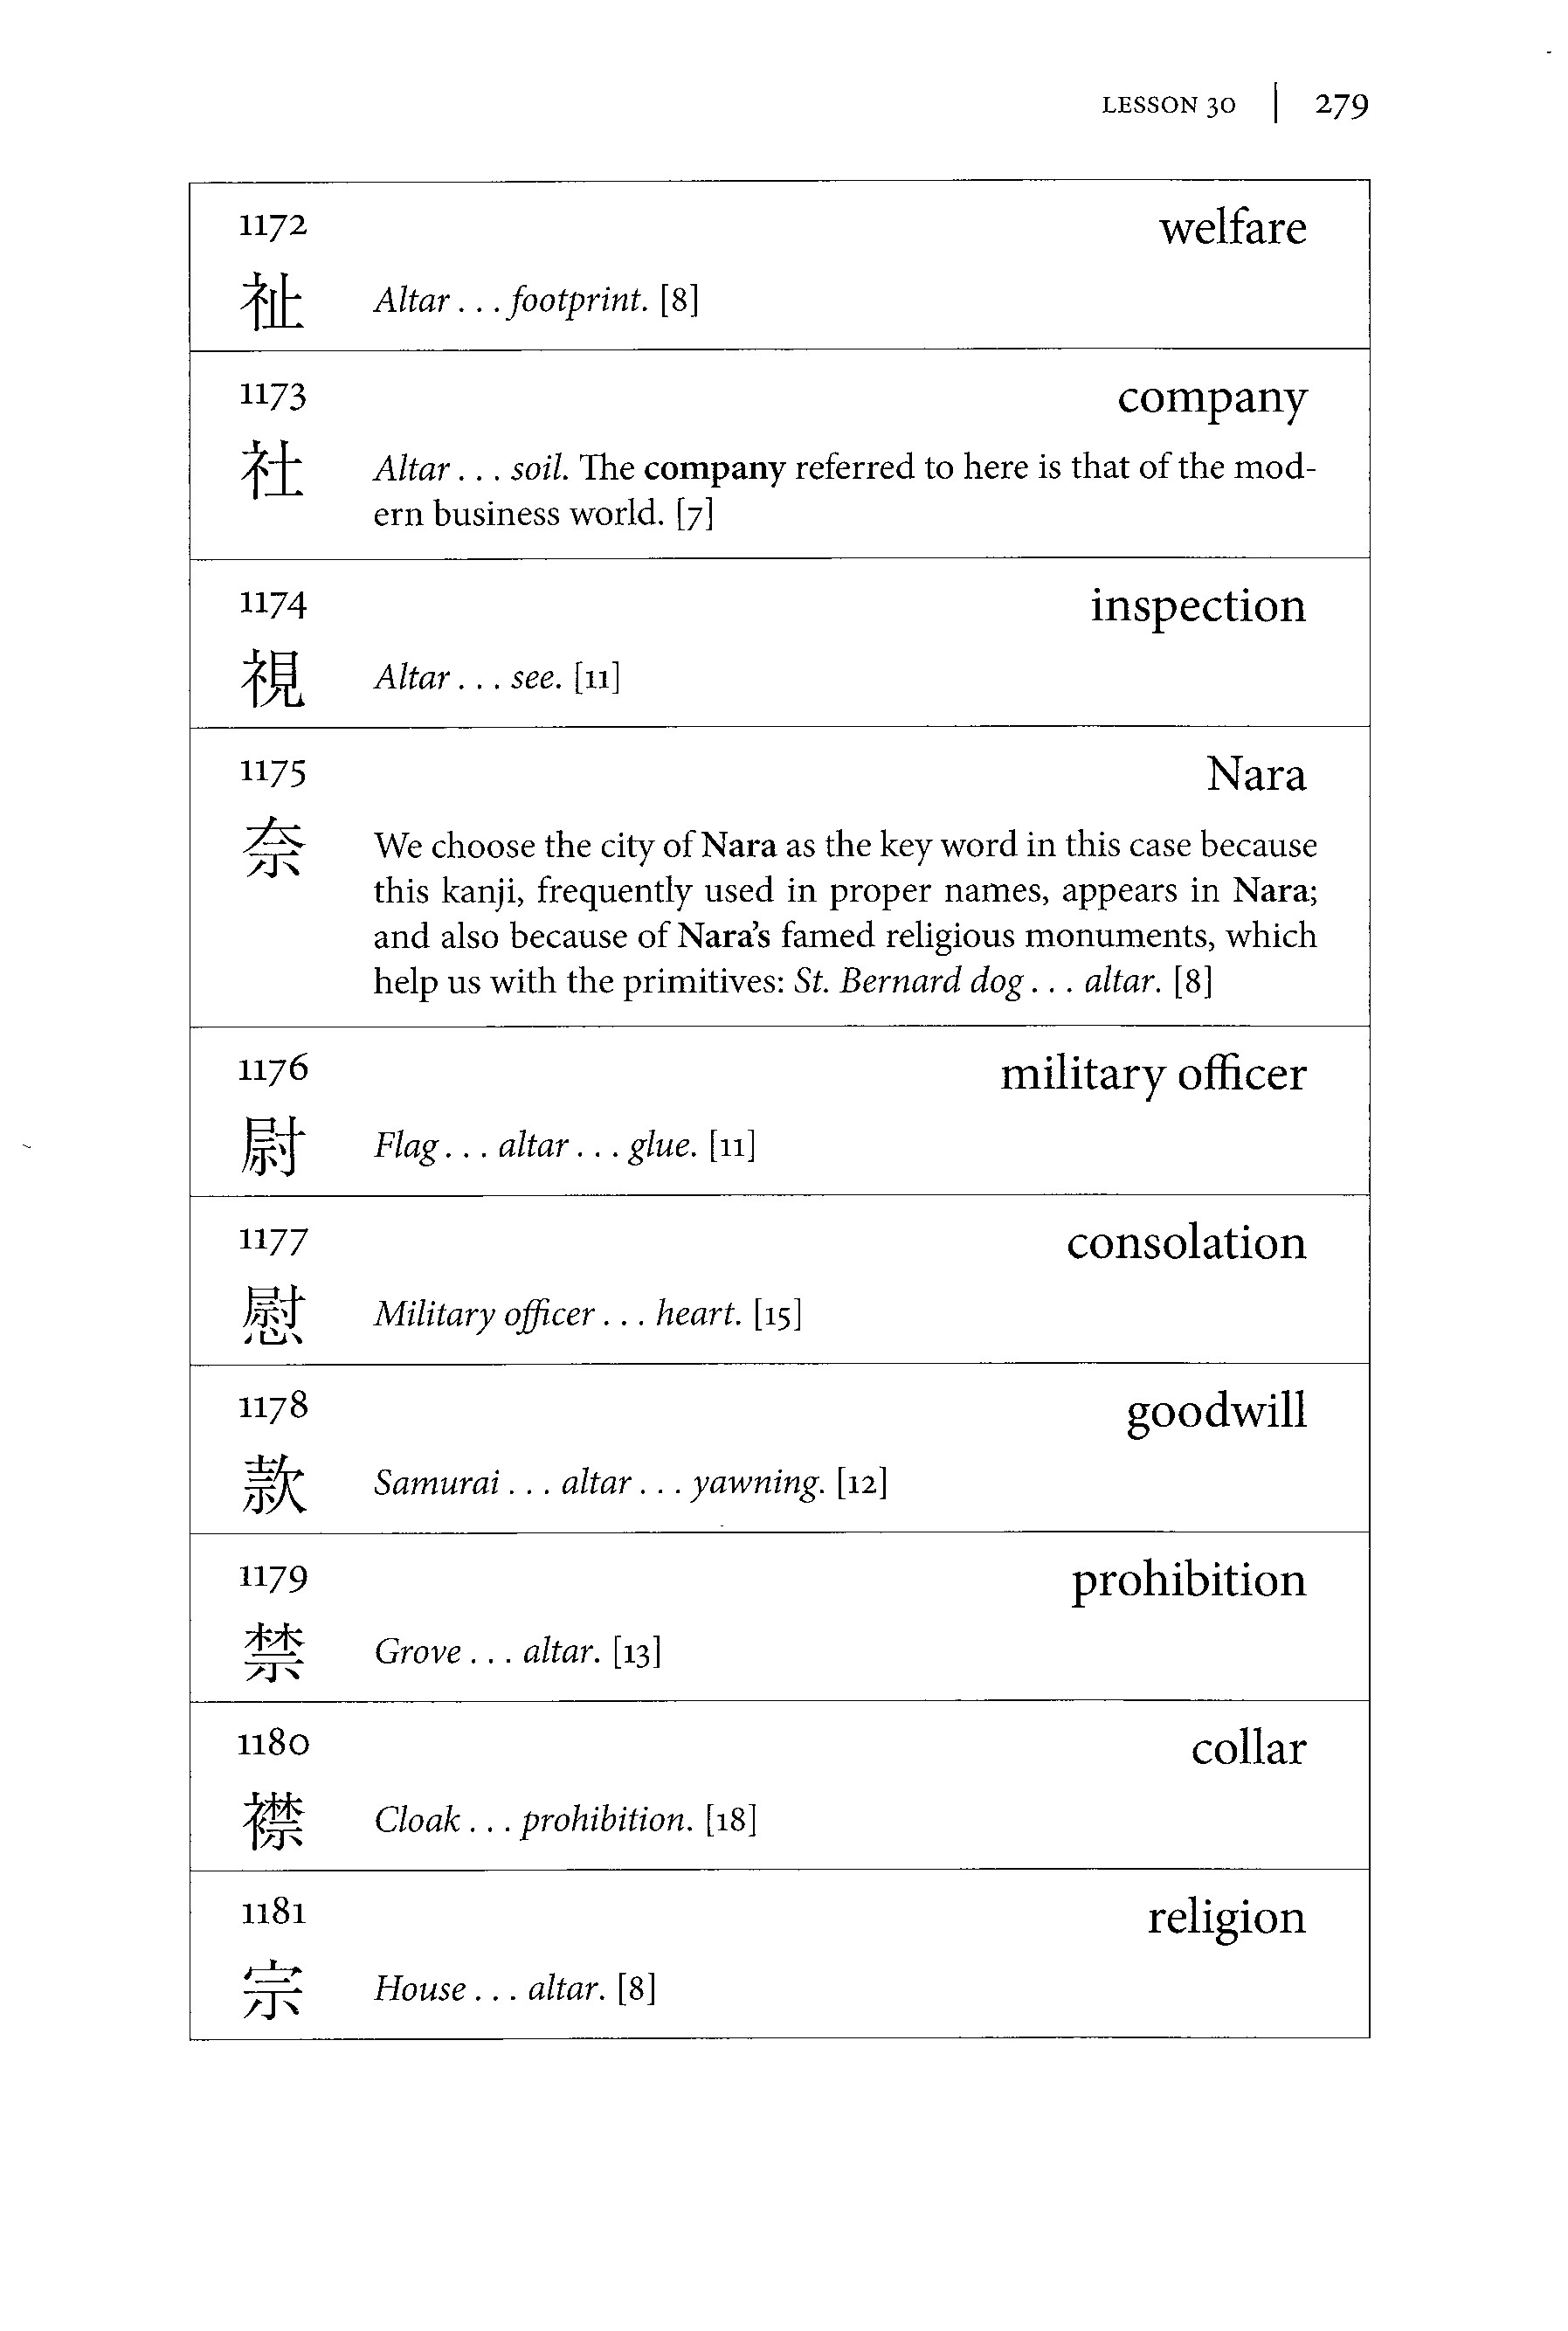 LESSON 30 | 279
1172 welfare
祉 Altar . . . footprint. [8]
1173 company
社 Altar . . . soil. The company referred to here is that of the mod-
ern business world. [7]
1174 inspection
視 Altar . . . see. [11]
1175 Nara
奈 We choose the city of Nara as the key word in this case because
this kanji, frequently used in proper names, appears in Nara;
and also because of Nara's famed religious monuments, which
help us with the primitives: St. Bernard dog . . . altar. [8]
1176 military officer
尉 Flag . . . altar . . . glue. [11]
1177 consolation
慰 Military officer . . . heart. [15]
1178 goodwill
款 Samurai . . . altar . . . yawning. [12]
1179 prohibition
禁 Grove . . . altar. [13]
1180 collar
襟 Cloak . . . prohibition. [18]
1181 religion
宗 House . . . altar. [8]